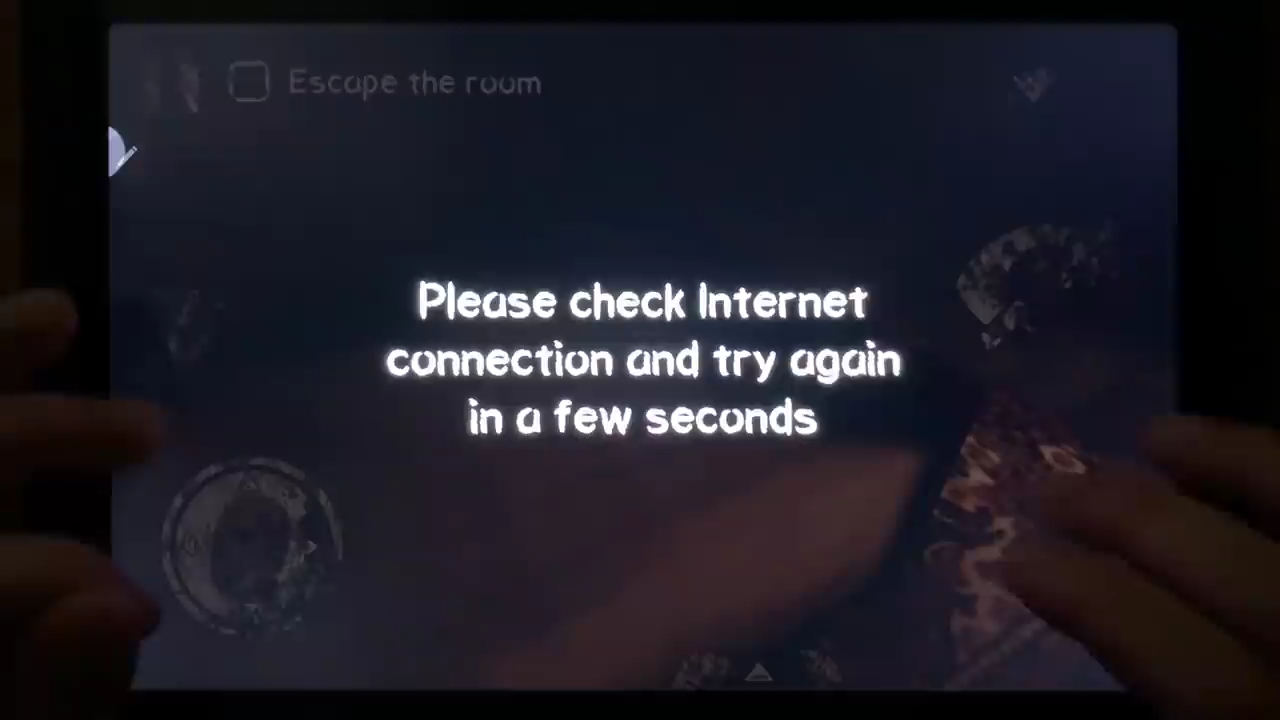 Escape the room
Please check Internet
connection and try again
in a few seconds